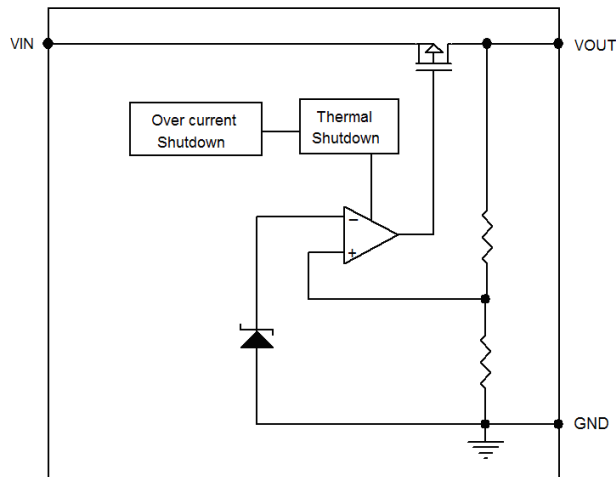 VIN
VOUT
Over current
Shutdown
Thermal
Shutdown
−
+
GND